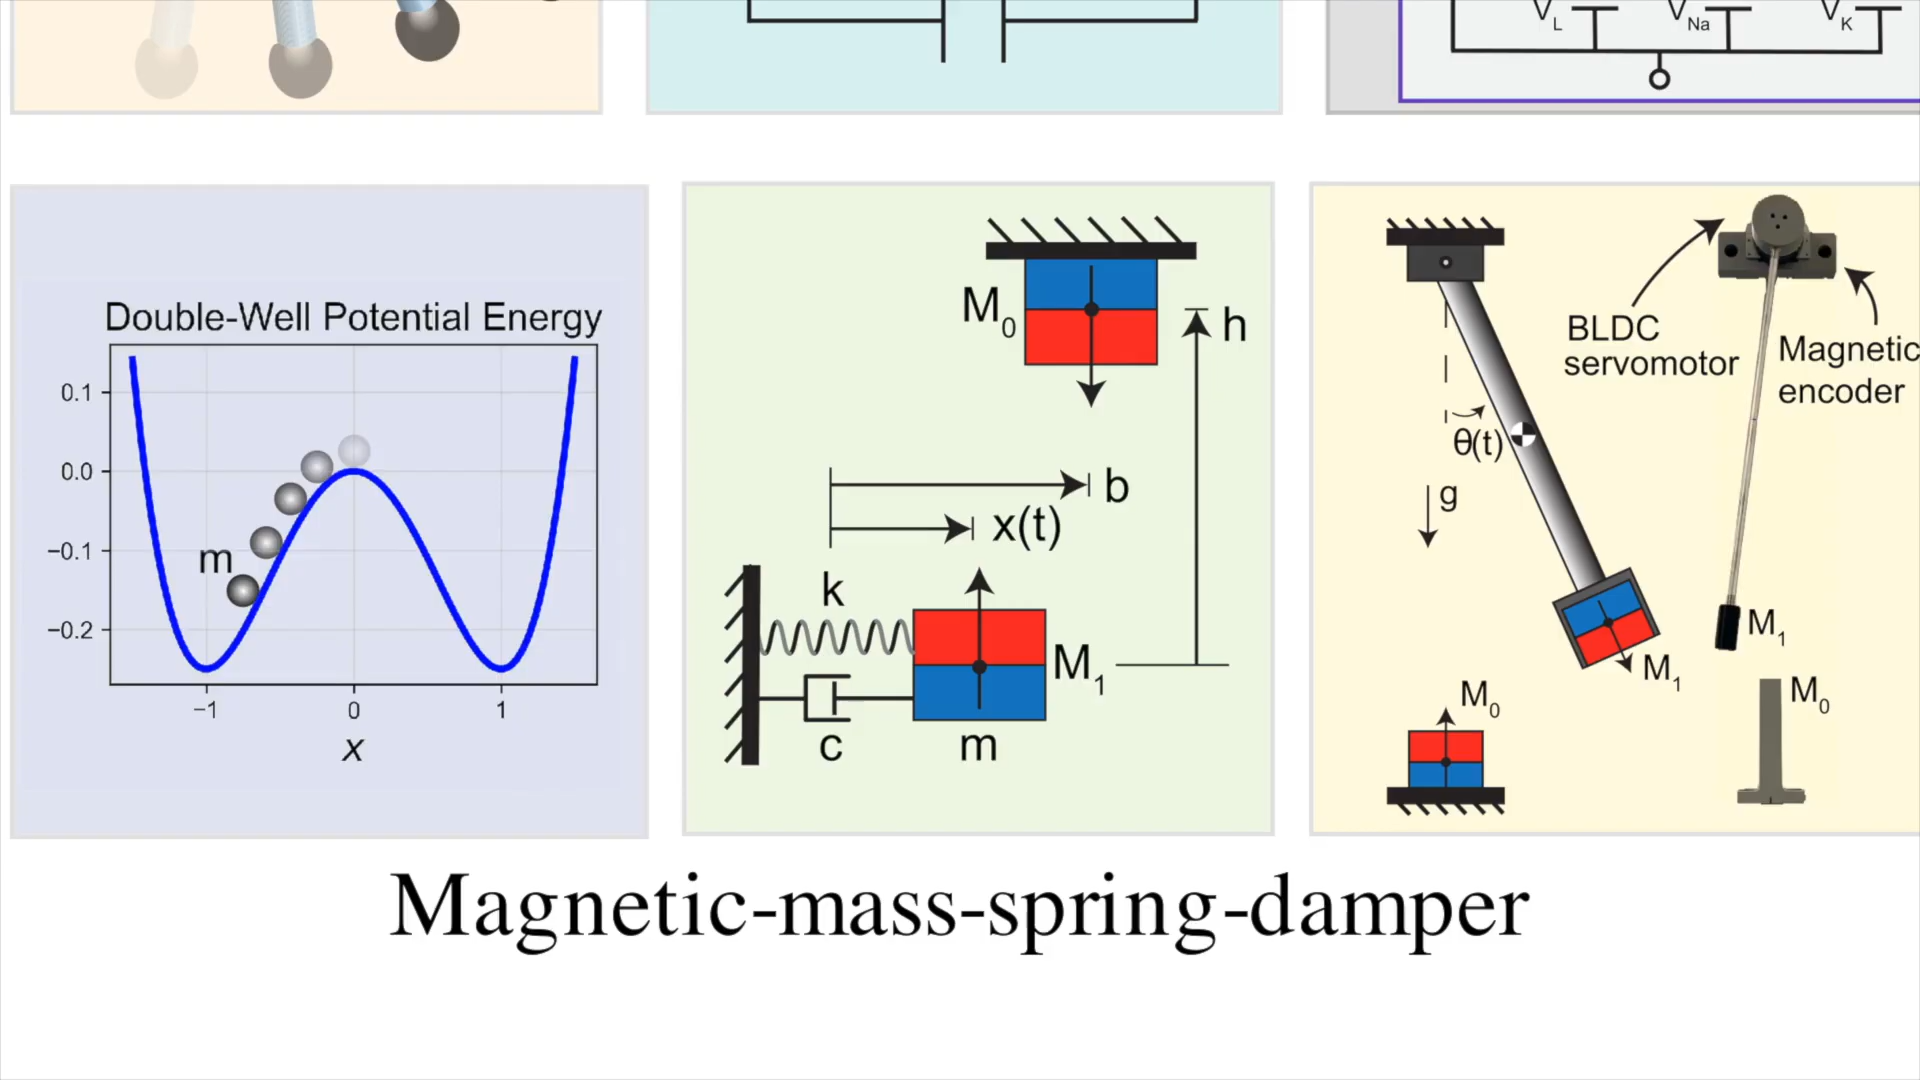 V_L V_Na V_K
Double-Well Potential Energy
0.1
0.0
−0.1
−0.2
m
−1 0 1
x
M_0
h
b
x(t)
k
M_1
c
m
BLDC
servomotor
Magnetic
encoder
θ(t)
g
M_1
M_1
M_0
M_0
Magnetic-mass-spring-damper